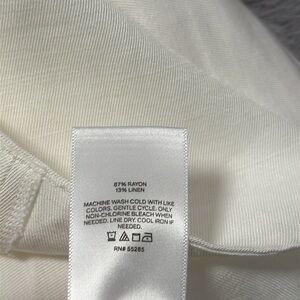 87% RAYON
13% LINEN
MACHINE WASH COLD WITH LIKE
COLORS. GENTLE CYCLE. ONLY
NON-CHLORINE BLEACH WHEN
NEEDED. LINE DRY. COOL IRON IF
NEEDED.
RN# 55285